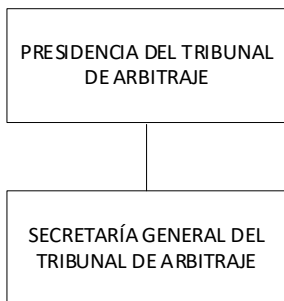 PRESIDENCIA DEL TRIBUNAL
DE ARBITRAJE
SECRETARÍA GENERAL DEL
TRIBUNAL DE ARBITRAJE